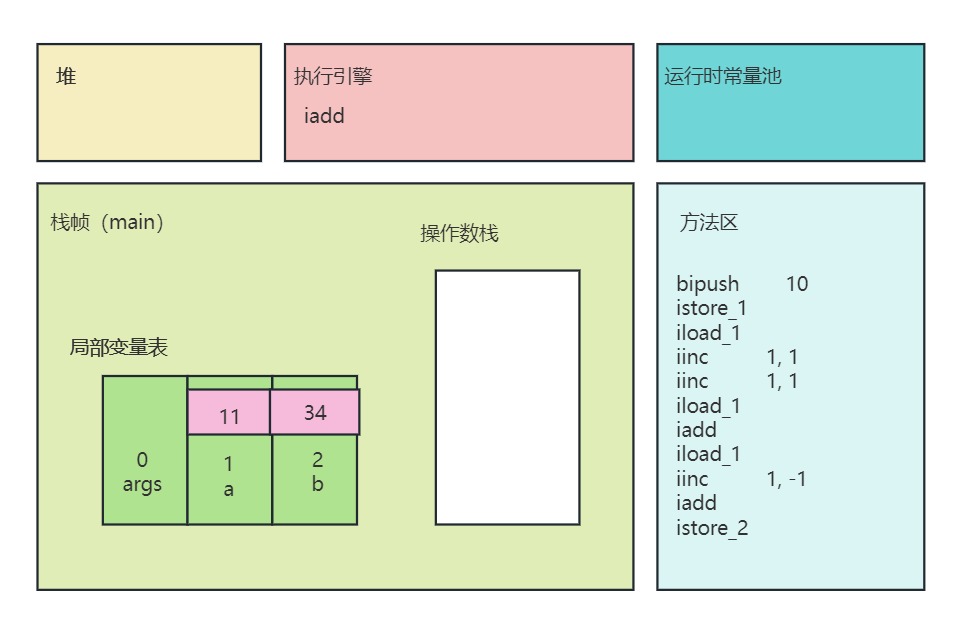 堆
执行引擎
iadd
运行时常量池
栈帧（main）
操作数栈
局部变量表
11
34
0
args
1
a
2
b
方法区
bipush 10
istore_1
iload_1
iinc 1, 1
iinc 1, 1
iload_1
iadd
iload_1
iinc 1, -1
iadd
istore_2